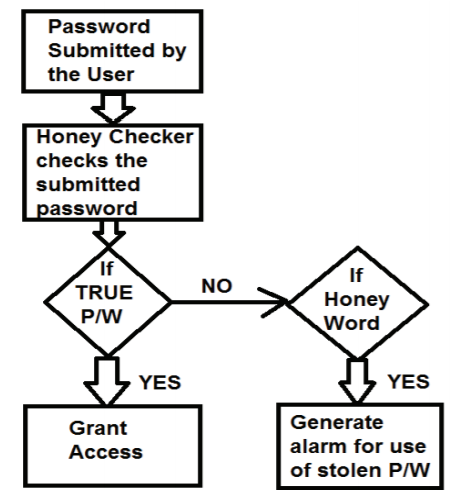 Password
Submitted by
the User
Honey Checker
checks the
submitted
password
If
TRUE
P/W
NO
If
Honey
Word
YES
YES
Grant
Access
Generate
alarm for use
of stolen P/W